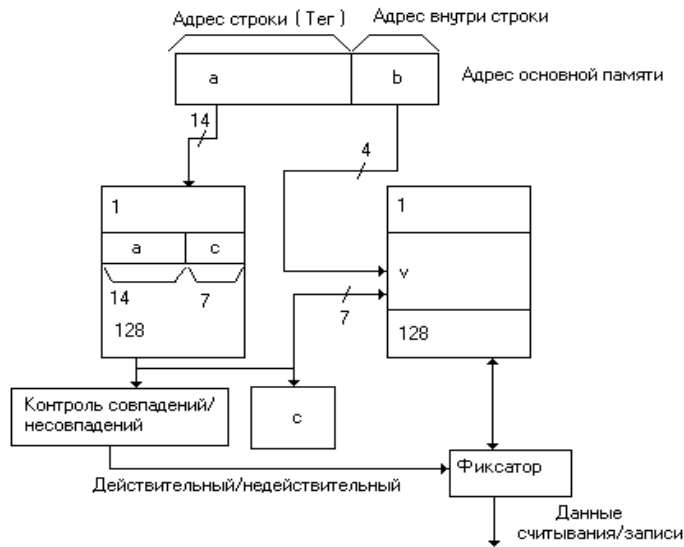 Адрес строки ( Тег ) Адрес внутри строки
a b Адрес основной памяти
14
4
1 1
a c
v
14 7
7
128 128
Контроль совпадений/
несовпадений
c
Фиксатор
Действительный/недействительный
Данные
считывания/записи